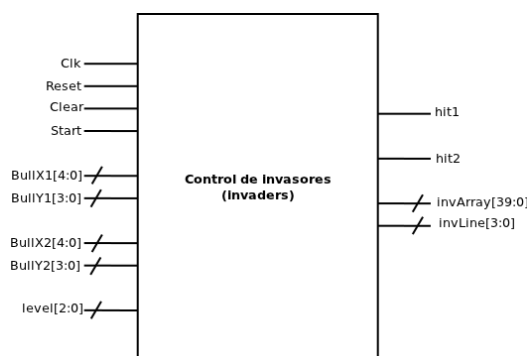 Clk
Reset
Clear
Start
BullX1[4:0]
BullY1[3:0]
BullX2[4:0]
BullY2[3:0]
level[2:0]
Control de invasores
(invaders)
hit1
hit2
invArray[39:0]
invLine[3:0]